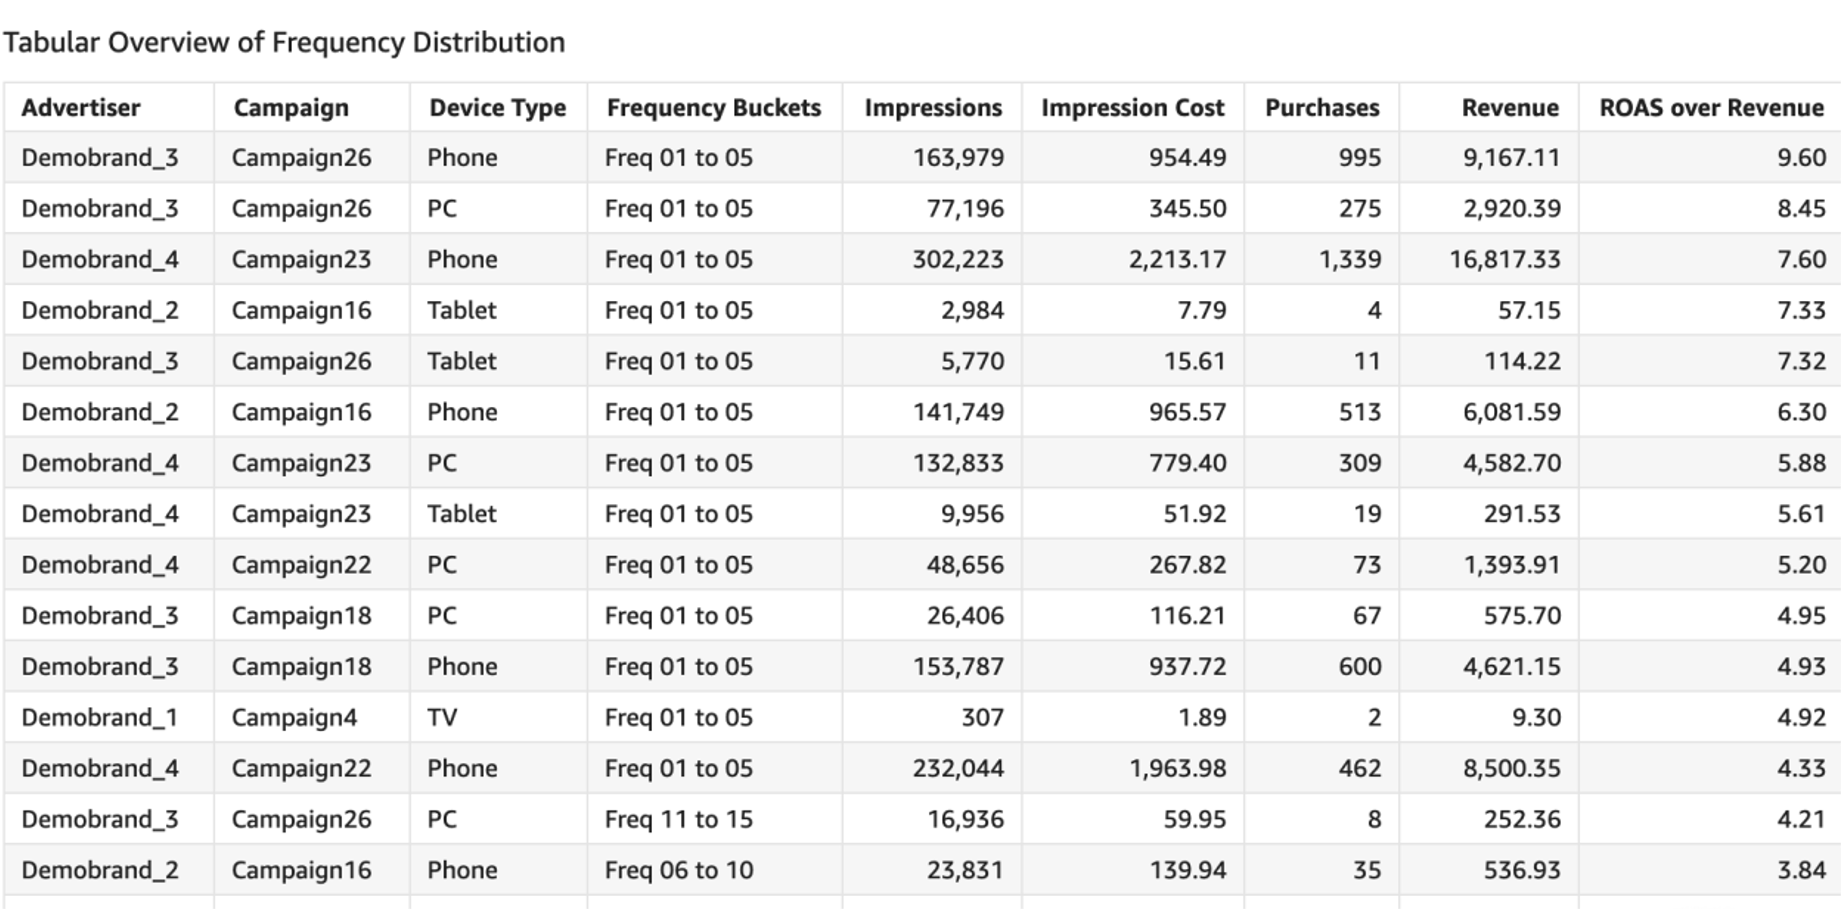 Tabular Overview of Frequency Distribution
Advertiser Campaign Device Type Frequency Buckets Impressions Impression Cost Purchases Revenue ROAS over Revenue
Demobrand_3 Campaign26 Phone Freq 01 to 05 163,979 954.49 995 9,167.11 9.60
Demobrand_3 Campaign26 PC Freq 01 to 05 77,196 345.50 275 2,920.39 8.45
Demobrand_4 Campaign23 Phone Freq 01 to 05 302,223 2,213.17 1,339 16,817.33 7.60
Demobrand_2 Campaign16 Tablet Freq 01 to 05 2,984 7.79 4 57.15 7.33
Demobrand_3 Campaign26 Tablet Freq 01 to 05 5,770 15.61 11 114.22 7.32
Demobrand_2 Campaign16 Phone Freq 01 to 05 141,749 965.57 513 6,081.59 6.30
Demobrand_4 Campaign23 PC Freq 01 to 05 132,833 779.40 309 4,582.70 5.88
Demobrand_4 Campaign23 Tablet Freq 01 to 05 9,956 51.92 19 291.53 5.61
Demobrand_4 Campaign22 PC Freq 01 to 05 48,656 267.82 73 1,393.91 5.20
Demobrand_3 Campaign18 PC Freq 01 to 05 26,406 116.21 67 575.70 4.95
Demobrand_3 Campaign18 Phone Freq 01 to 05 153,787 937.72 600 4,621.15 4.93
Demobrand_1 Campaign4 TV Freq 01 to 05 307 1.89 2 9.30 4.92
Demobrand_4 Campaign22 Phone Freq 01 to 05 232,044 1,963.98 462 8,500.35 4.33
Demobrand_3 Campaign26 PC Freq 11 to 15 16,936 59.95 8 252.36 4.21
Demobrand_2 Campaign16 Phone Freq 06 to 10 23,831 139.94 35 536.93 3.84